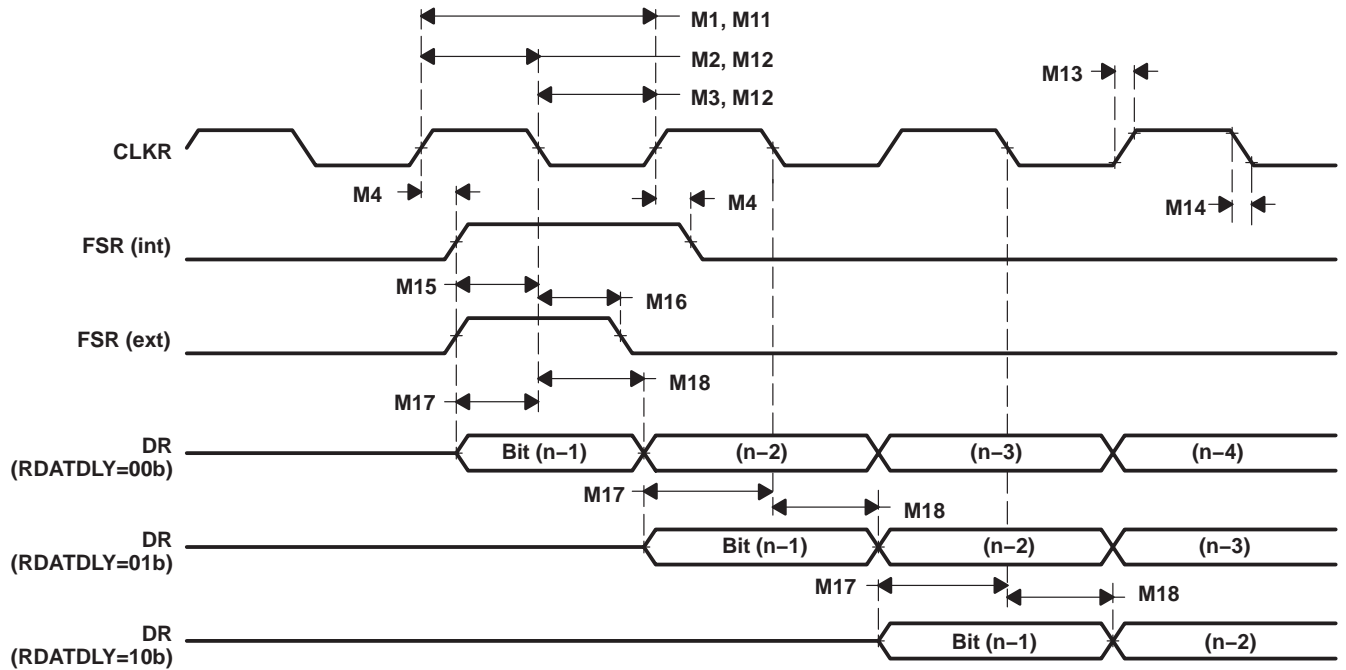 M1, M11
M2, M12
M13
M3, M12
CLKR
M4
M4
M14
FSR (int)
M15
M16
FSR (ext)
M18
M17
DR
(RDATDLY=00b)
Bit (n−1)
(n−2)
(n−3)
(n−4)
M17
M18
DR
(RDATDLY=01b)
Bit (n−1)
(n−2)
(n−3)
M17
M18
DR
(RDATDLY=10b)
Bit (n−1)
(n−2)